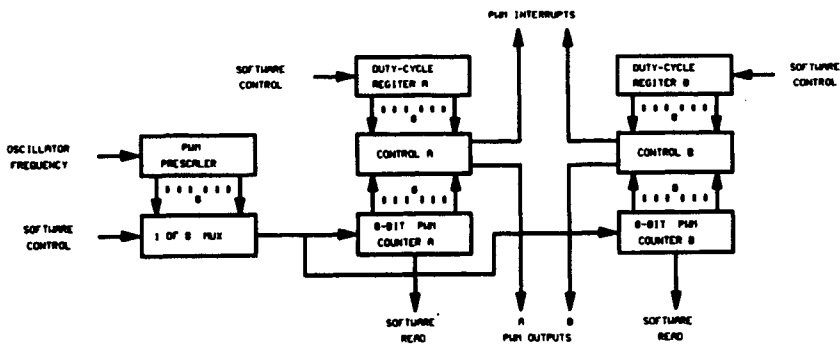 PWM INTERRUPTS
SOFTWARE
CONTROL
DUTY-CYCLE
REGITER A
DUTY-CYCLE
REGISTER B
SOFTWARE
CONTROL
8
8
OSCILLATOR
FREQUENCY
PWM
PRESCALER
CONTROL A
CONTROL B
8
8
8
SOFTWARE
CONTROL
1 OF 8 MUX
8-BIT PWM
COUNTER A
8-BIT PWM
COUNTER B
SOFTWARE
READ
A B
PWM OUTPUTS
SOFTWARE
READ